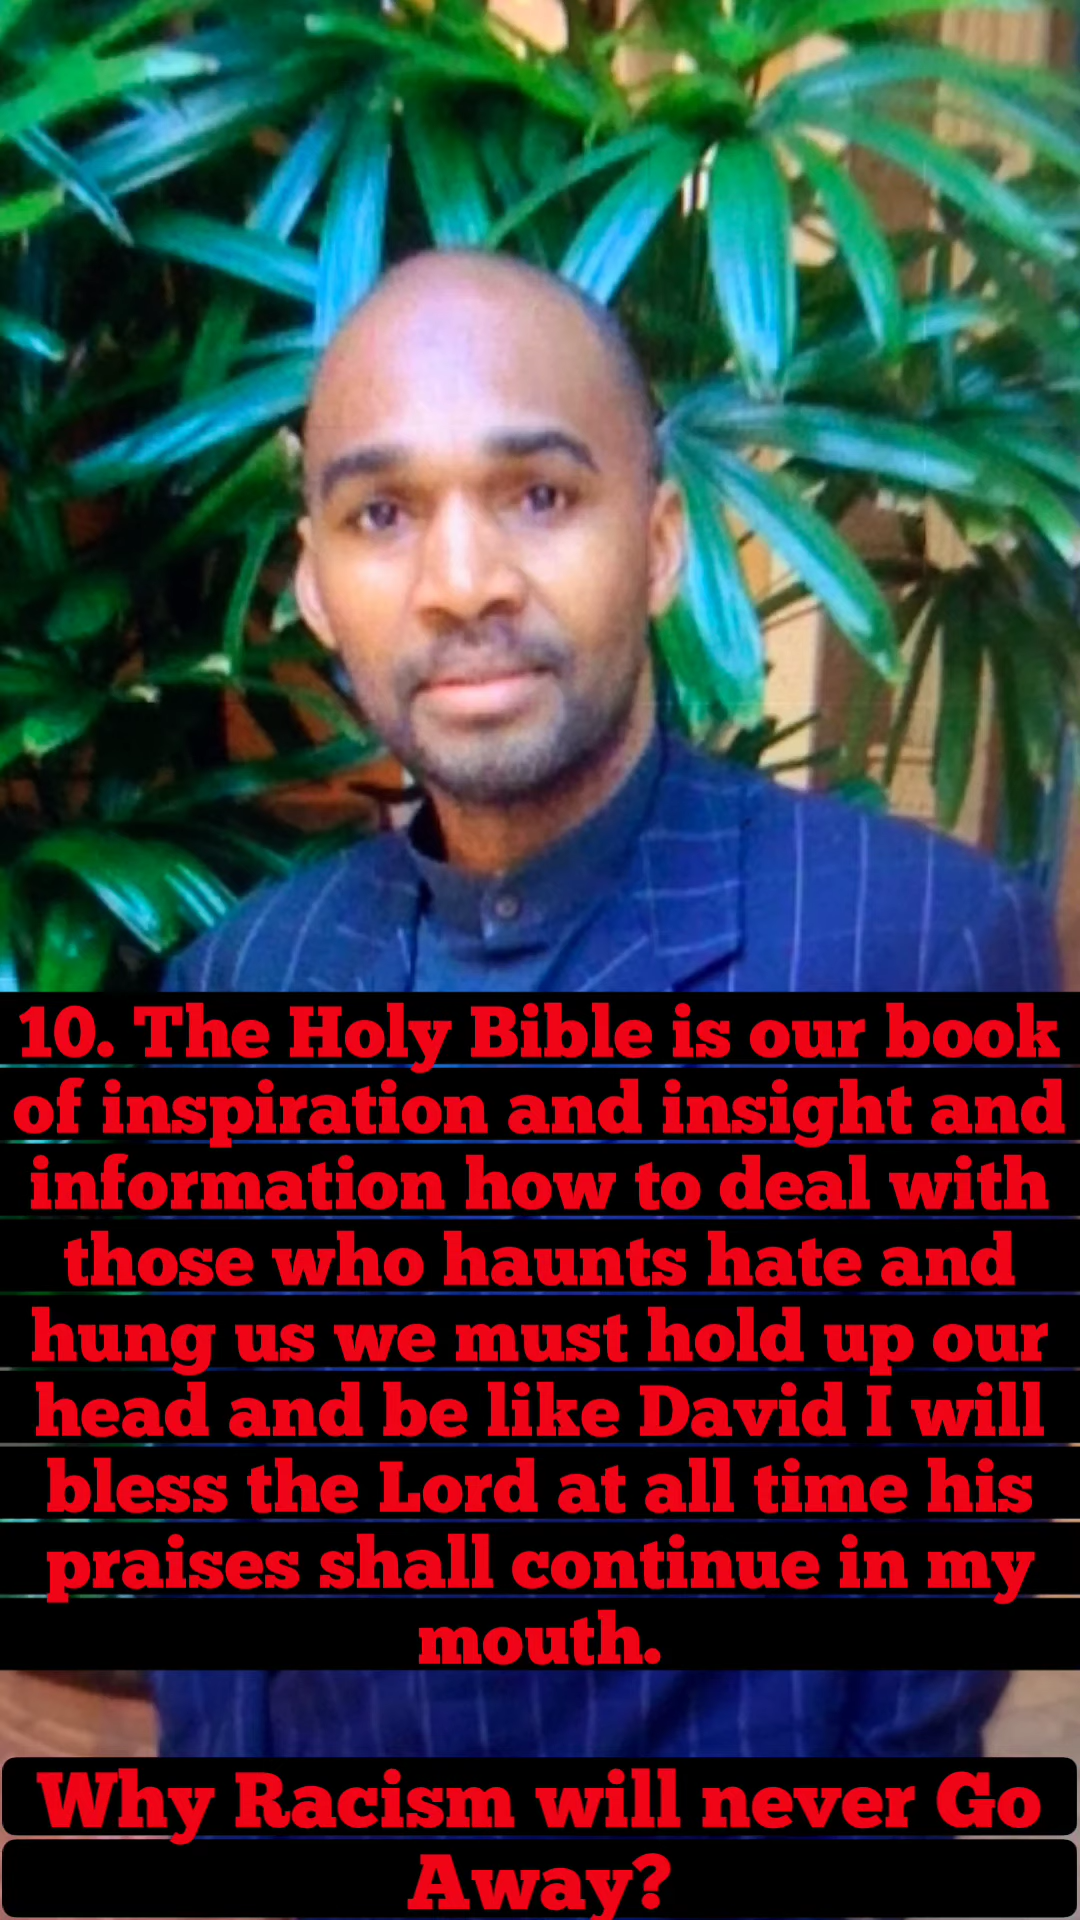 10. The Holy Bible is our book
of inspiration and insight and
information how to deal with
those who haunts hate and
hung us we must hold up our
head and be like David I will
bless the Lord at all time his
praises shall continue in my
mouth.
Why Racism will never Go
Away?